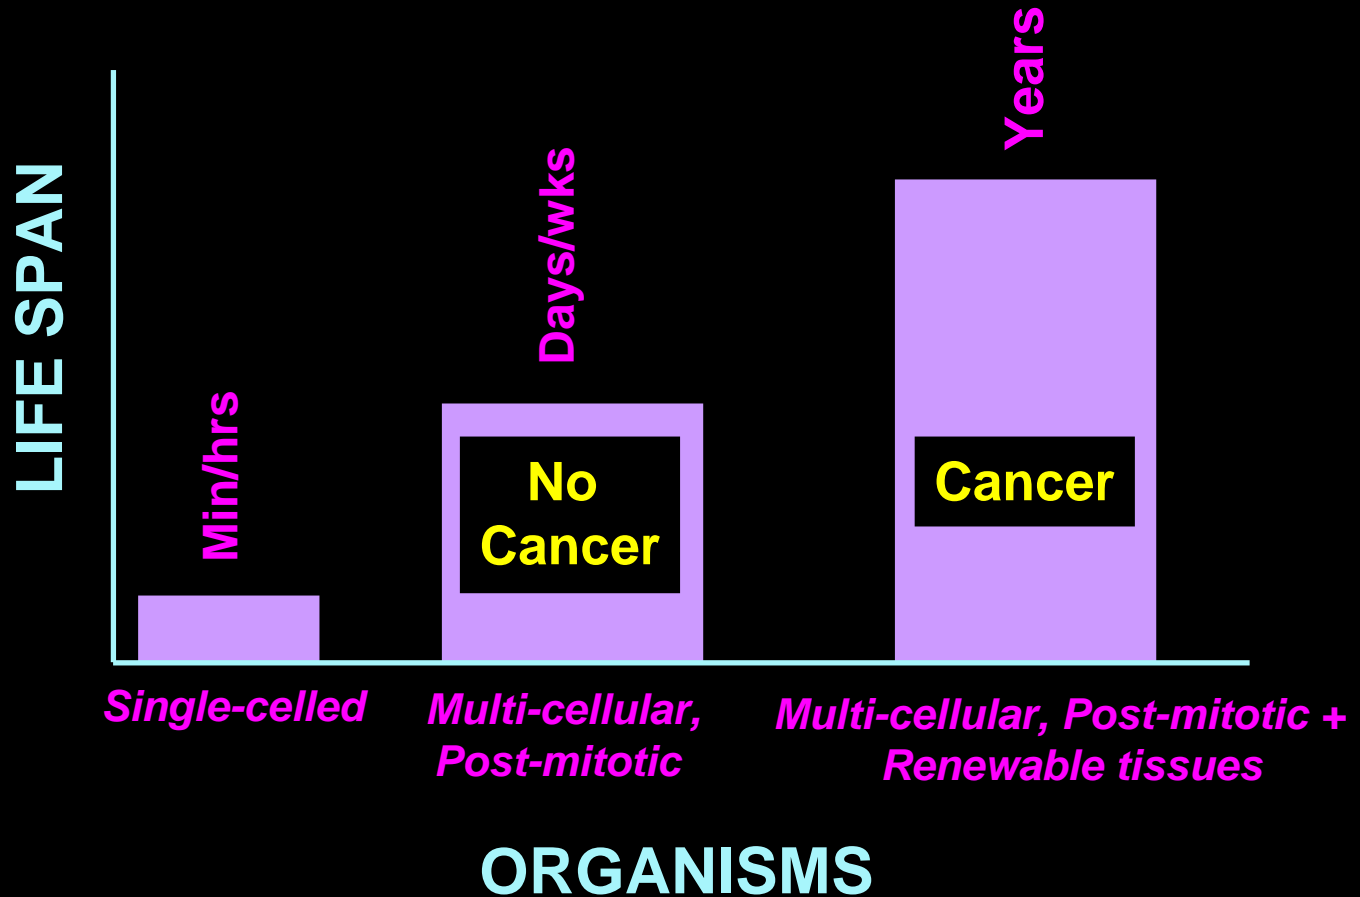 Years
Days/wks
Min/hrs
LIFE SPAN
No
Cancer
Cancer
Single-celled
Multi-cellular,
Post-mitotic
Multi-cellular, Post-mitotic +
Renewable tissues
ORGANISMS